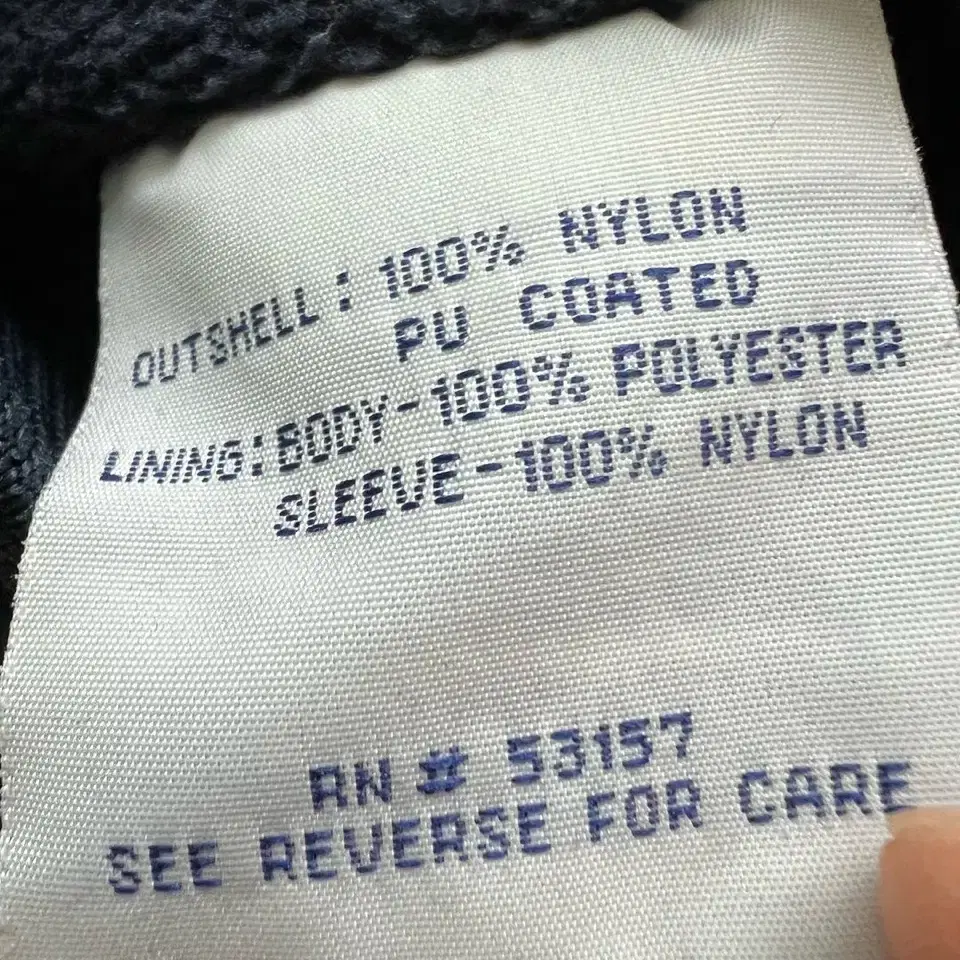 OUTSHELL: 100% NYLON
PU COATED
LINING: BODY-100% POLYESTER
SLEEVE-100% NYLON
RN # 53157
SEE REVERSE FOR CARE